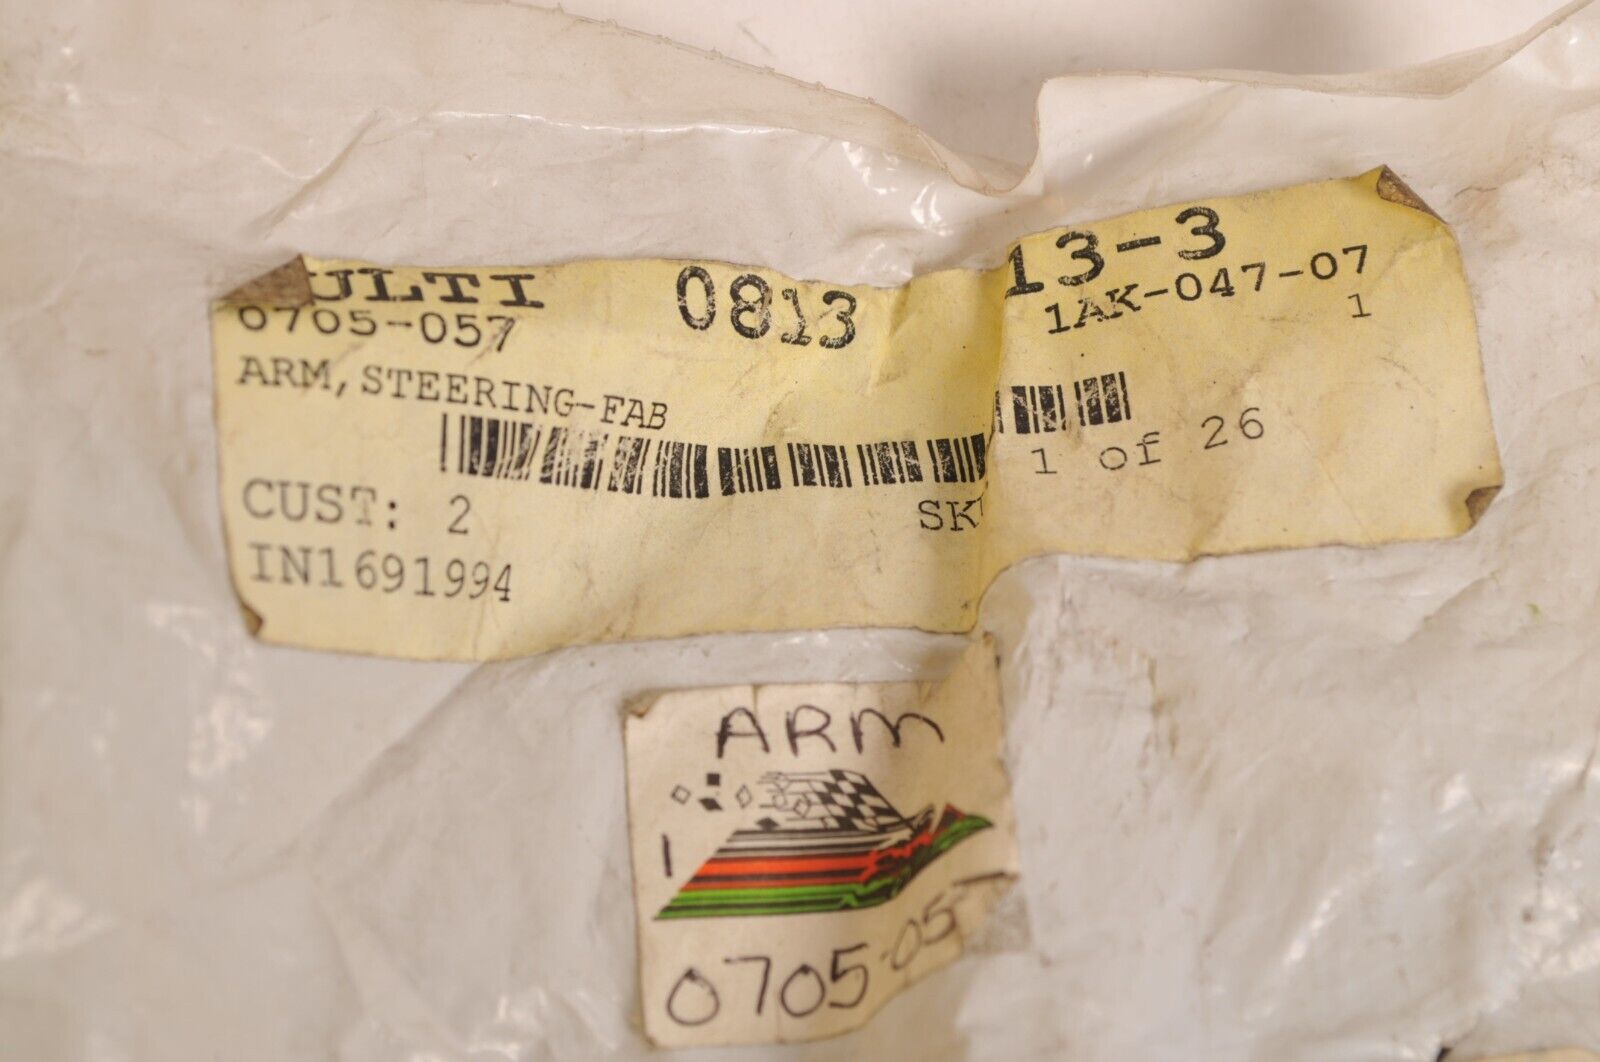 ULTI 0813 13-3
0705-057 1AK-047-07
ARM, STEERING-FAB 1
1 of 26
CUST: 2 SK
IN1691994
ARM
1
0705-05